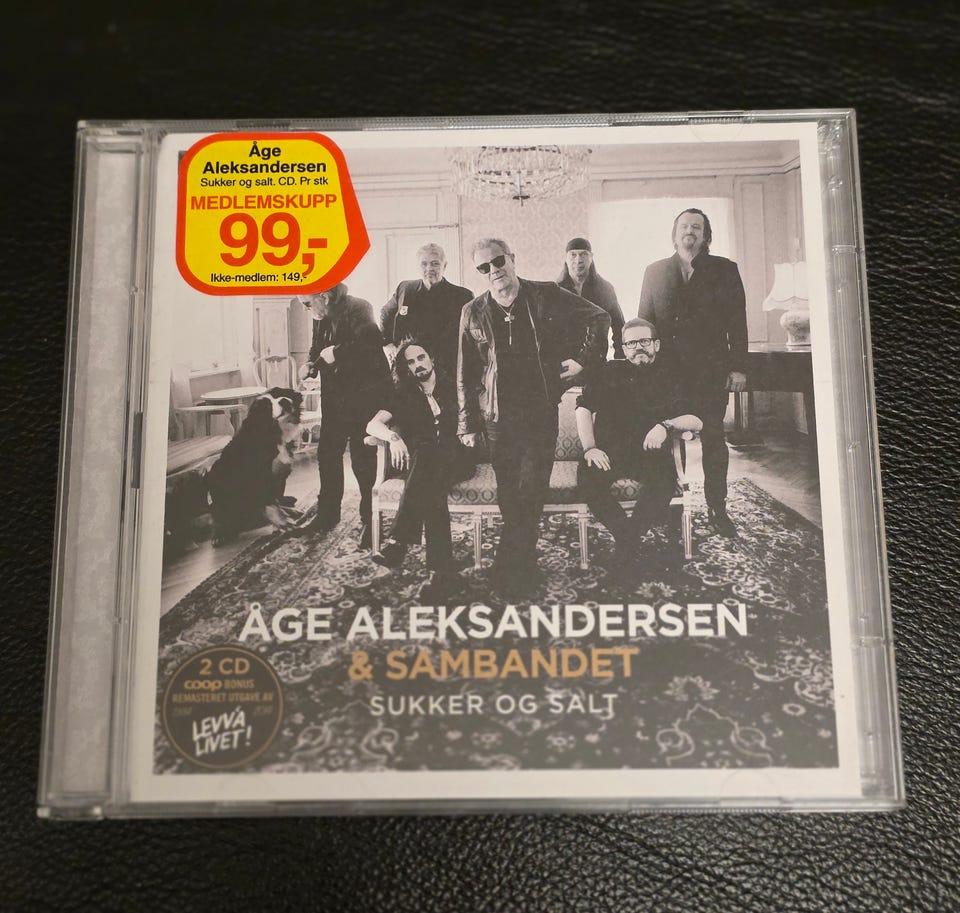 Åge
Aleksandersen
Sukker og salt. CD. Pr stk
MEDLEMSKUPP
99,-
Ikke-medlem: 149,-
ÅGE ALEKSANDERSEN
& SAMBANDET
SUKKER OG SALT
2 CD
coop BONUS
REMASTERET UTGAVE AV
LEVVA
LIVET!